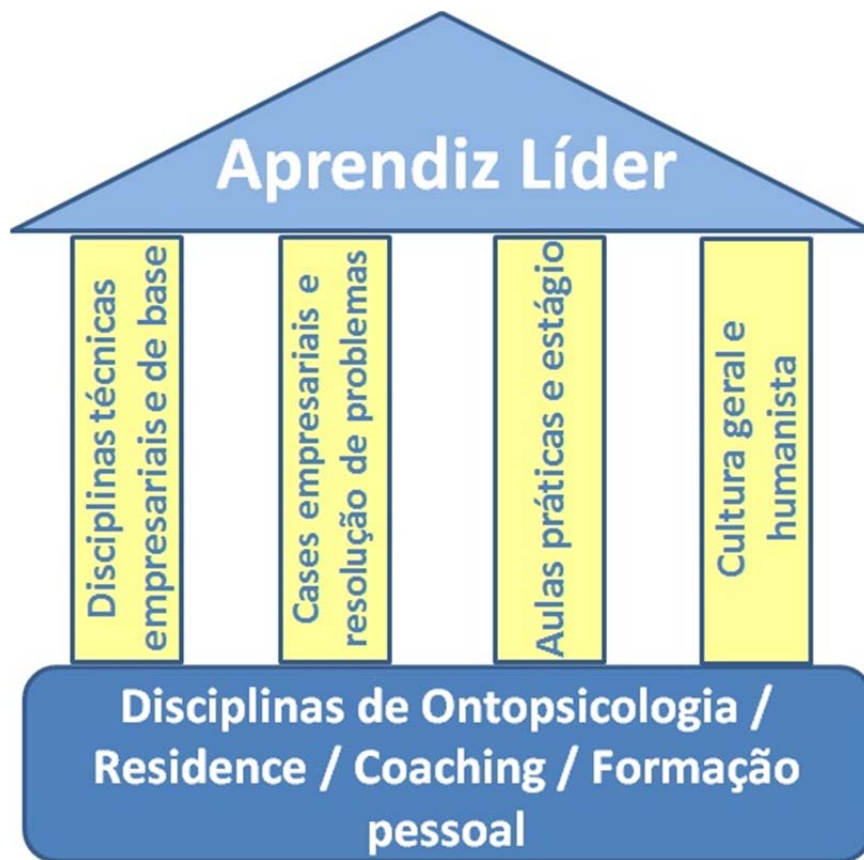 Aprendiz Líder
Disciplinas técnicas
empresariais e de base
Cases empresariais e
resolução de problemas
Aulas práticas e estágio
Cultura geral e
humanista
Disciplinas de Ontopsicologia /
Residence / Coaching / Formação
pessoal